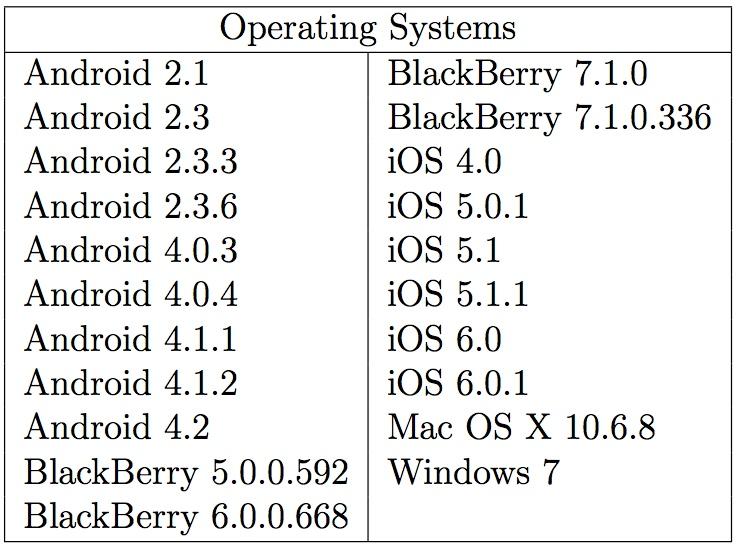 Operating Systems
Android 2.1
Android 2.3
Android 2.3.3
Android 2.3.6
Android 4.0.3
Android 4.0.4
Android 4.1.1
Android 4.1.2
Android 4.2
BlackBerry 5.0.0.592
BlackBerry 6.0.0.668
BlackBerry 7.1.0
BlackBerry 7.1.0.336
iOS 4.0
iOS 5.0.1
iOS 5.1
iOS 5.1.1
iOS 6.0
iOS 6.0.1
Mac OS X 10.6.8
Windows 7